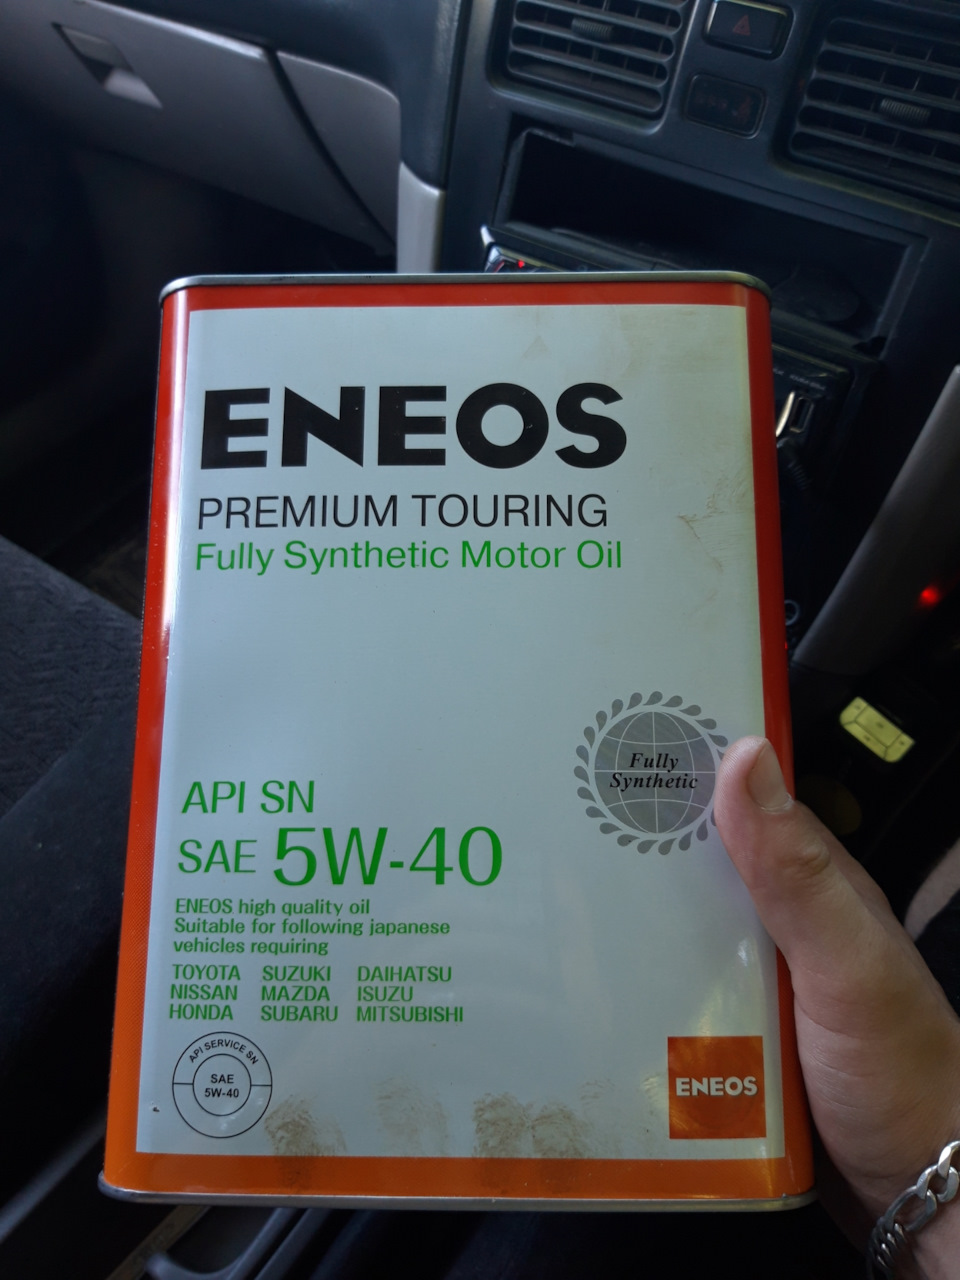 ENEOS
PREMIUM TOURING
Fully Synthetic Motor Oil
Fully
Synthetic
API SN
SAE 5W-40
ENEOS high quality oil
Suitable for following japanese
vehicles requiring
TOYOTA SUZUKI DAIHATSU
NISSAN MAZDA ISUZU
HONDA SUBARU MITSUBISHI
API SERVICE SN
SAE
5W-40
ENEOS